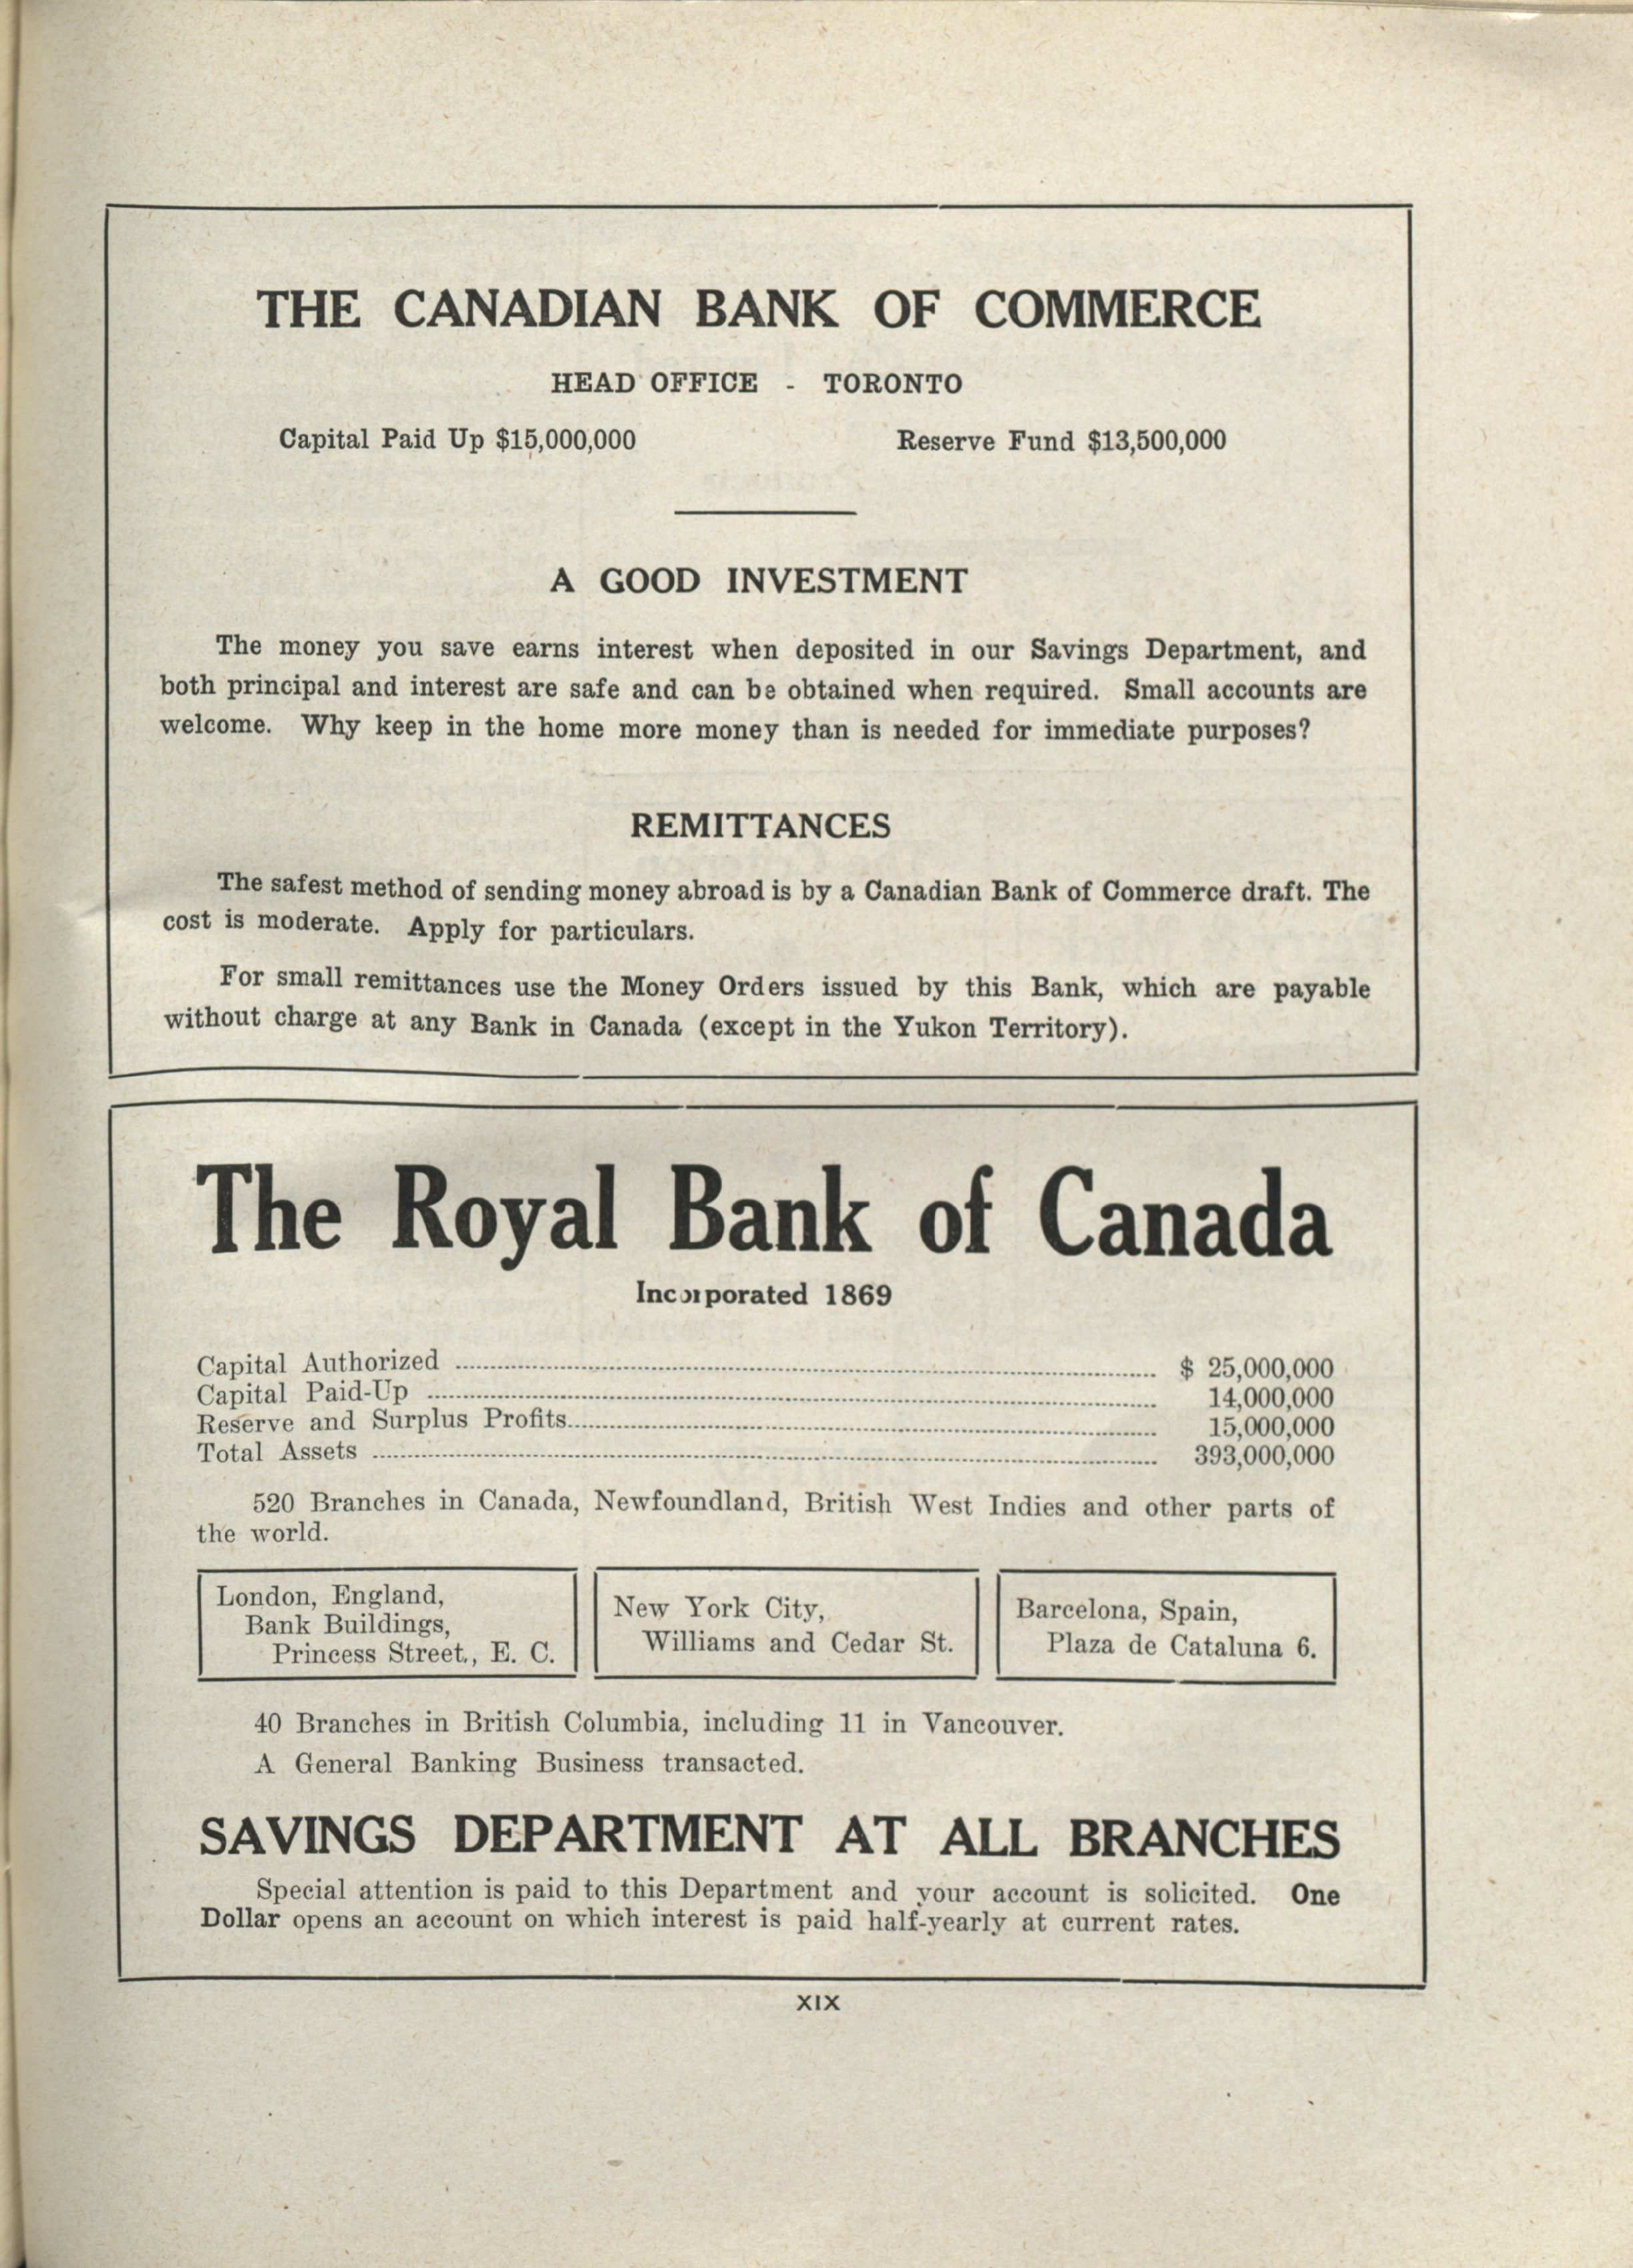 THE CANADIAN BANK OF COMMERCE
HEAD OFFICE - TORONTO
Capital Paid Up $15,000,000 Reserve Fund $13,500,000
A GOOD INVESTMENT
The money you save earns interest when deposited in our Savings Department, and
both principal and interest are safe and can be obtained when required. Small accounts are
welcome. Why keep in the home more money than is needed for immediate purposes?
REMITTANCES
The safest method of sending money abroad is by a Canadian Bank of Commerce draft. The
cost is moderate. Apply for particulars.
For small remittances use the Money Orders issued by this Bank, which are payable
without charge at any Bank in Canada (except in the Yukon Territory).
The Royal Bank of Canada
Incorporated 1869
Capital Authorized ........ $ 25,000,000
Capital Paid-Up ........ 14,000,000
Reserve and Surplus Profits........ 15,000,000
Total Assets ........ 393,000,000
520 Branches in Canada, Newfoundland, British West Indies and other parts of
the world.
London, England,
Bank Buildings,
Princess Street., E. C.
New York City,
Williams and Cedar St.
Barcelona, Spain,
Plaza de Cataluna 6.
40 Branches in British Columbia, including 11 in Vancouver.
A General Banking Business transacted.
SAVINGS DEPARTMENT AT ALL BRANCHES
Special attention is paid to this Department and your account is solicited. One
Dollar opens an account on which interest is paid half-yearly at current rates.
XIX